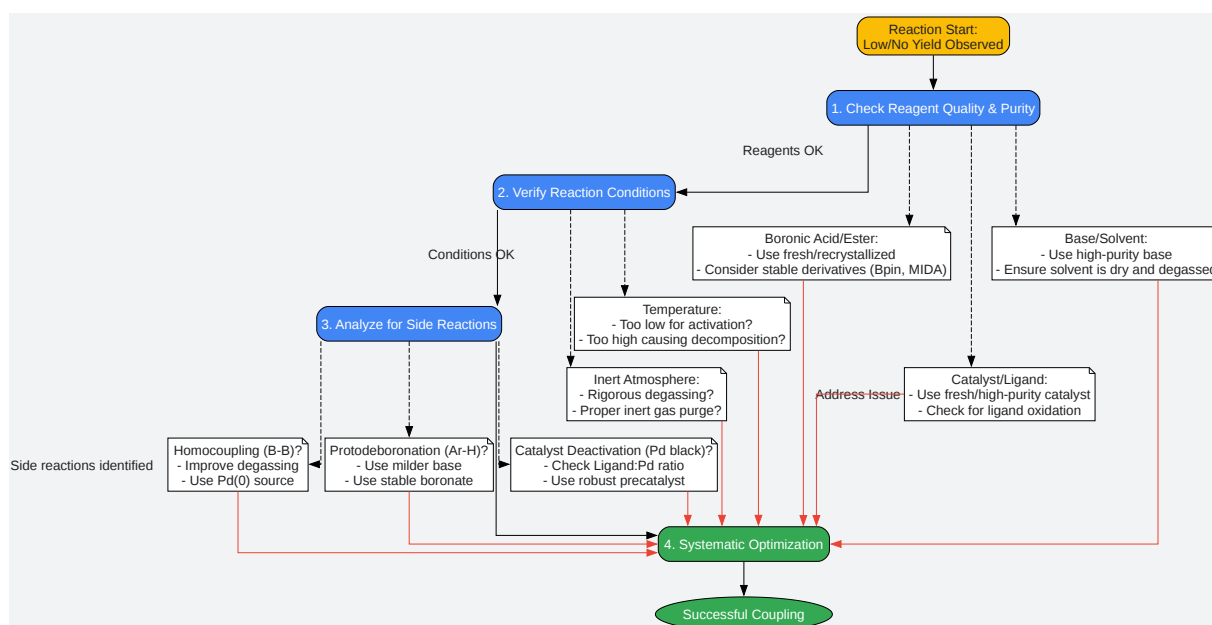 Reaction Start:
Low/No Yield Observed
1. Check Reagent Quality & Purity
Reagents OK
2. Verify Reaction Conditions
Boronic Acid/Ester:
- Use fresh/recrystallized
- Consider stable derivatives (Bpin, MIDA)
Base/Solvent:
- Use high-purity base
- Ensure solvent is dry and degassed
Conditions OK
3. Analyze for Side Reactions
Temperature:
- Too low for activation?
- Too high causing decomposition?
Inert Atmosphere:
- Rigorous degassing?
- Proper inert gas purge?
Address Issue
Catalyst/Ligand:
- Use fresh/high-purity catalyst
- Check for ligand oxidation
Side reactions identified
Homocoupling (B-B)?
- Improve degassing
- Use Pd(0) source
Protodeboronation (Ar-H)?
- Use milder base
- Use stable boronate
Catalyst Deactivation (Pd black)?
- Check Ligand:Pd ratio
- Use robust precatalyst
4. Systematic Optimization
Successful Coupling